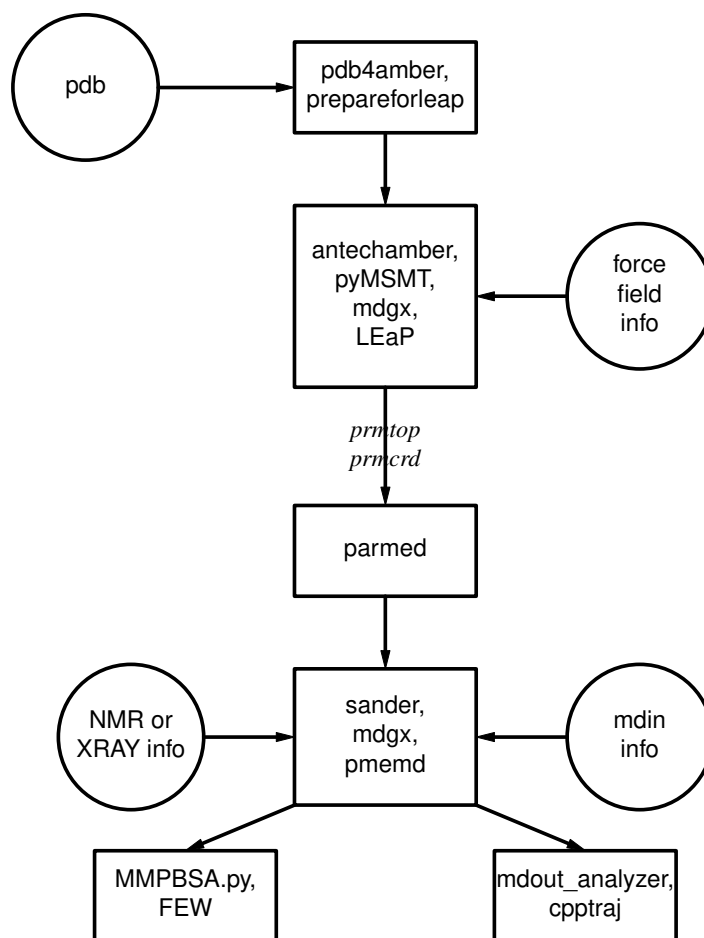 pdb
pdb4amber,
prepareforleap
antechamber,
pyMSMT,
mdgx,
LEaP
force
field
info
prmtop
prmcrd
parmed
NMR or
XRAY info
sander,
mdgx,
pmemd
mdin
info
MMPBSA.py,
FEW
mdout_analyzer,
cpptraj